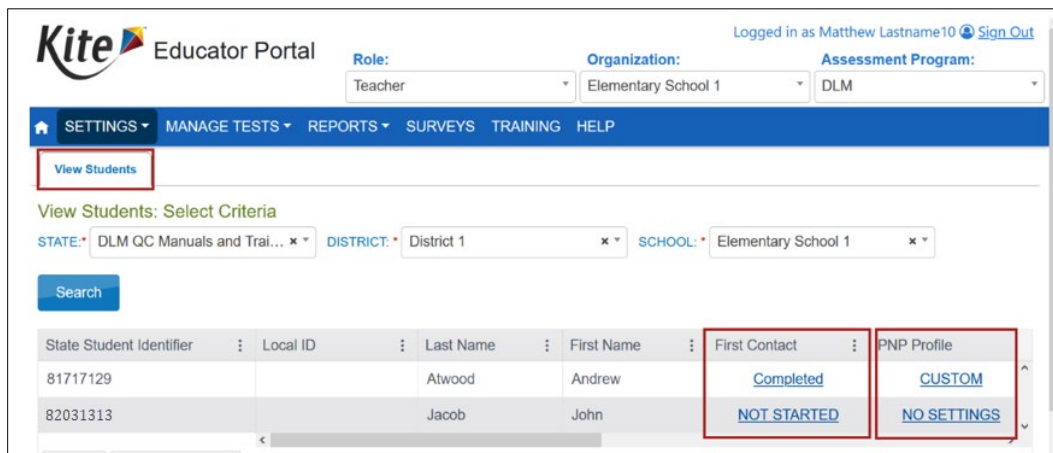 Logged in as Matthew Lastname10 Sign Out
Kite Educator Portal
Role: Organization: Assessment Program:
Teacher Elementary School 1 DLM
SETTINGS MANAGE TESTS REPORTS SURVEYS TRAINING HELP
View Students
View Students: Select Criteria
STATE:* DLM QC Manuals and Trai... × DISTRICT: * District 1 × SCHOOL: * Elementary School 1 ×
Search
State Student Identifier Local ID Last Name First Name First Contact PNP Profile
81717129 Atwood Andrew Completed CUSTOM
82031313 Jacob John NOT STARTED NO SETTINGS